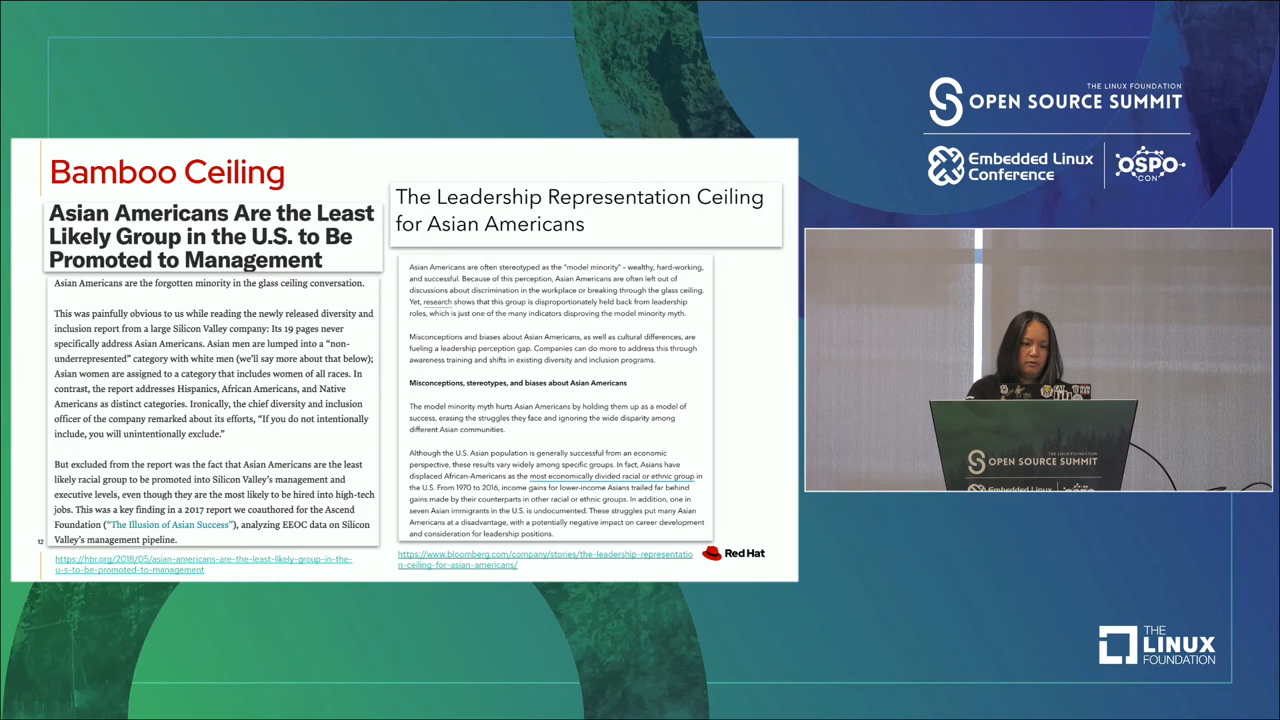 THE LINUX FOUNDATION
OPEN SOURCE SUMMIT
Embedded Linux
Conference
OSPO
CON
Bamboo Ceiling
Asian Americans Are the Least
Likely Group in the U.S. to Be
Promoted to Management
Asian Americans are the forgotten minority in the glass ceiling conversation.
This was painfully obvious to us while reading the newly released diversity and
inclusion report from a large Silicon Valley company: Its 19 pages never
specifically address Asian Americans. Asian men are lumped into a “non-
underrepresented” category with white men (we’ll say more about that below);
Asian women are assigned to a category that includes women of all races. In
contrast, the report addresses Hispanics, African Americans, and Native
Americans as distinct categories. Ironically, the chief diversity and inclusion
officer of the company remarked about its efforts, “If you do not intentionally
include, you will unintentionally exclude.”
But excluded from the report was the fact that Asian Americans are the least
likely racial group to be promoted into Silicon Valley’s management and
executive levels, even though they are the most likely to be hired into high-tech
jobs. This was a key finding in a 2017 report we coauthored for the Ascend
Foundation (“The Illusion of Asian Success”), analyzing EEOC data on Silicon
Valley’s management pipeline.
12
https://hbr.org/2018/05/asian-americans-are-the-least-likely-group-in-the-
u-s-to-be-promoted-to-management
The Leadership Representation Ceiling
for Asian Americans
Asian Americans are often stereotyped as the “model minority” – wealthy, hard-working,
and successful. Because of this perception, Asian Americans are often left out of
discussions about discrimination in the workplace or breaking through the glass ceiling.
Yet, research shows that this group is disproportionately held back from leadership
roles, which is just one of the many indicators disproving the model minority myth.
Misconceptions and biases about Asian Americans, as well as cultural differences, are
fueling a leadership perception gap. Companies can do more to address this through
awareness training and shifts in existing diversity and inclusion programs.
Misconceptions, stereotypes, and biases about Asian Americans
The model minority myth hurts Asian Americans by holding them up as a model of
success, erasing the struggles they face and ignoring the wide disparity among
different Asian communities.
Although the U.S. Asian population is generally successful from an economic
perspective, these results vary widely among specific groups. In fact, Asians have
displaced African-Americans as the most economically divided racial or ethnic group in
the U.S. From 1970 to 2016, income gains for lower-income Asians trailed far behind
gains made by their counterparts in other racial or ethnic groups. In addition, one in
seven Asian immigrants in the U.S. is undocumented. These struggles put many Asian
Americans at a disadvantage, with a potentially negative impact on career development
and consideration for leadership positions.
https://www.bloomberg.com/company/stories/the-leadership-representatio
n-ceiling-for-asian-americans/
Red Hat
THE LINUX FOUNDATION
OPEN SOURCE SUMMIT
THE
LINUX
FOUNDATION